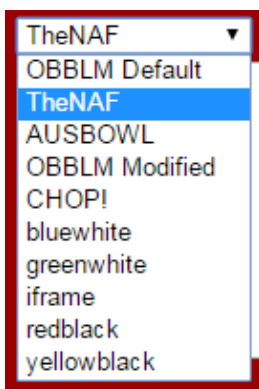 TheNAF
OBBLM Default
TheNAF
AUSBOWL
OBBLM Modified
CHOP!
bluewhite
greenwhite
iframe
redblack
yellowblack